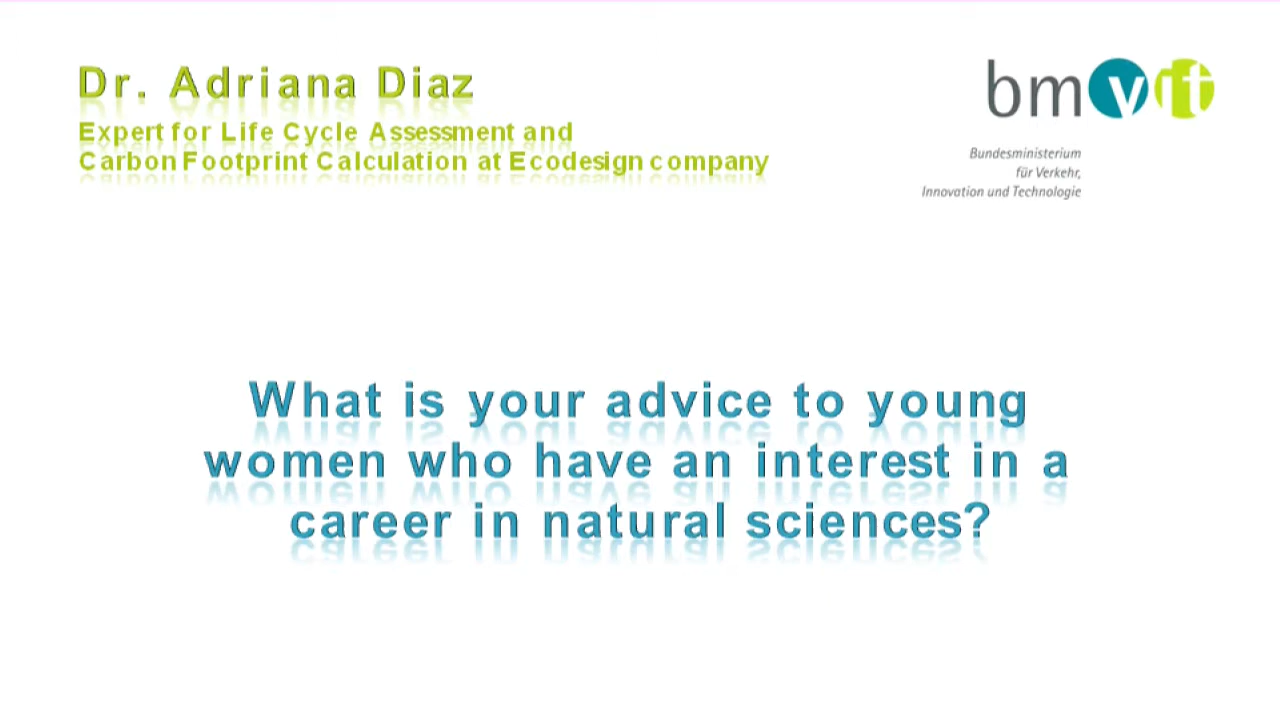 Dr. Adriana Diaz
Expert for Life Cycle Assessment and
Carbon Footprint Calculation at Ecodesign company
bmvit
Bundesministerium
für Verkehr,
Innovation und Technologie
What is your advice to young
women who have an interest in a
career in natural sciences?